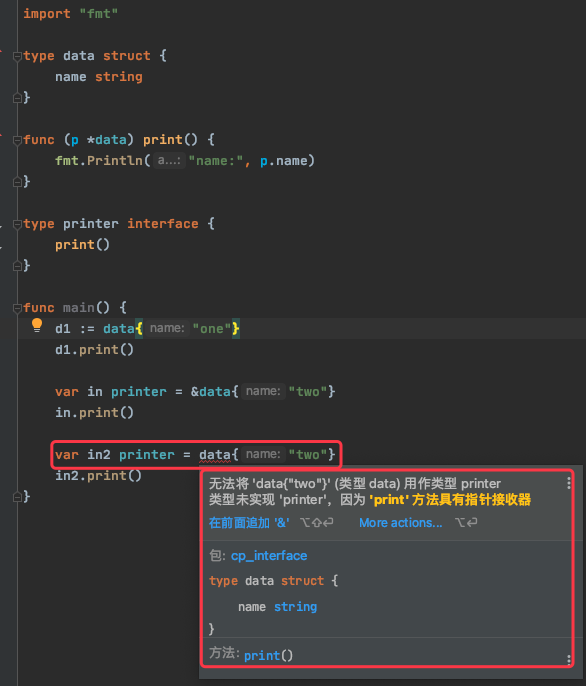 import "fmt"
type data struct {
name string
}
func (p *data) print() {
fmt.Println( a...: "name:", p.name)
}
type printer interface {
print()
}
func main() {
d1 := data{ name: "one"}
d1.print()
var in printer = &data{ name: "two"}
in.print()
var in2 printer = data{ name: "two"}
in2.print()
}
无法将 'data{"two"}' (类型 data) 用作类型 printer
类型未实现 'printer'，因为 'print' 方法具有指针接收器
在前面追加 '&' ⌥⇧⏎ More actions... ⌥⏎
包: cp_interface
type data struct {
name string
}
方法: print()